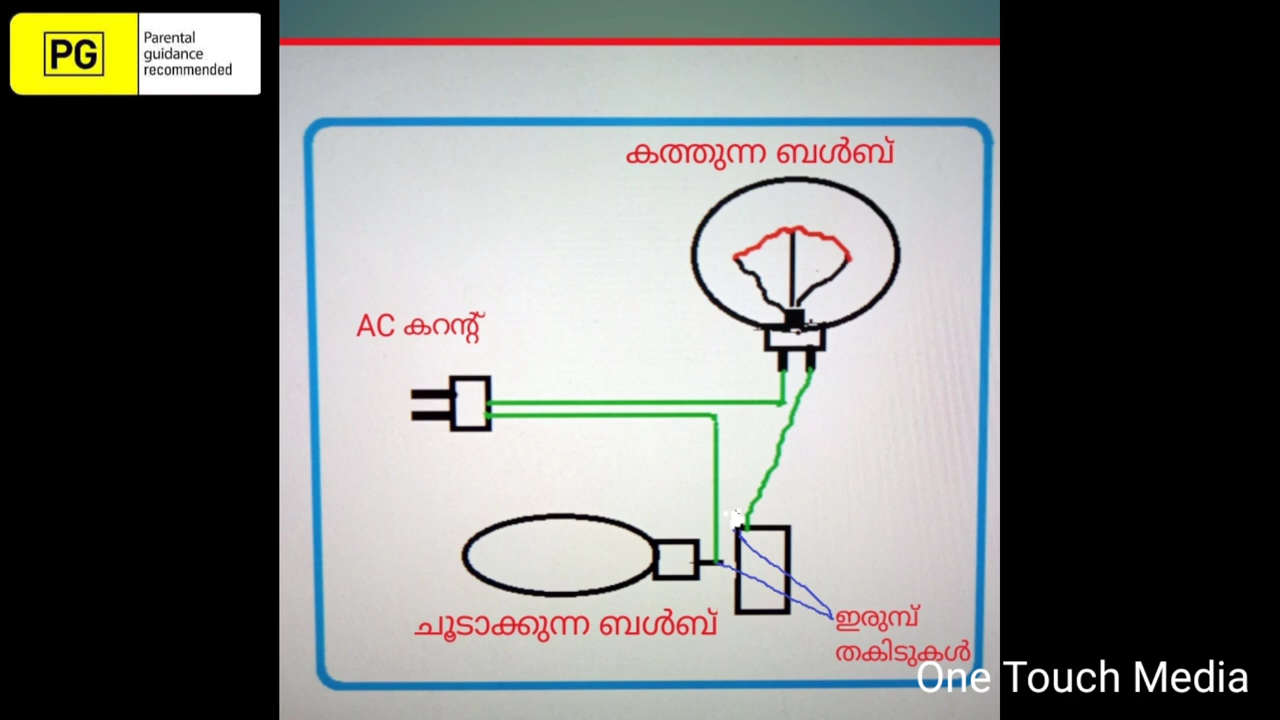 PG
Parental
guidance
recommended
കത്തുന്ന ബൾബ്
AC കറന്റ്
ചൂടാക്കുന്ന ബൾബ്
ഇരുമ്പ്
തകിടുകൾ
One Touch Media